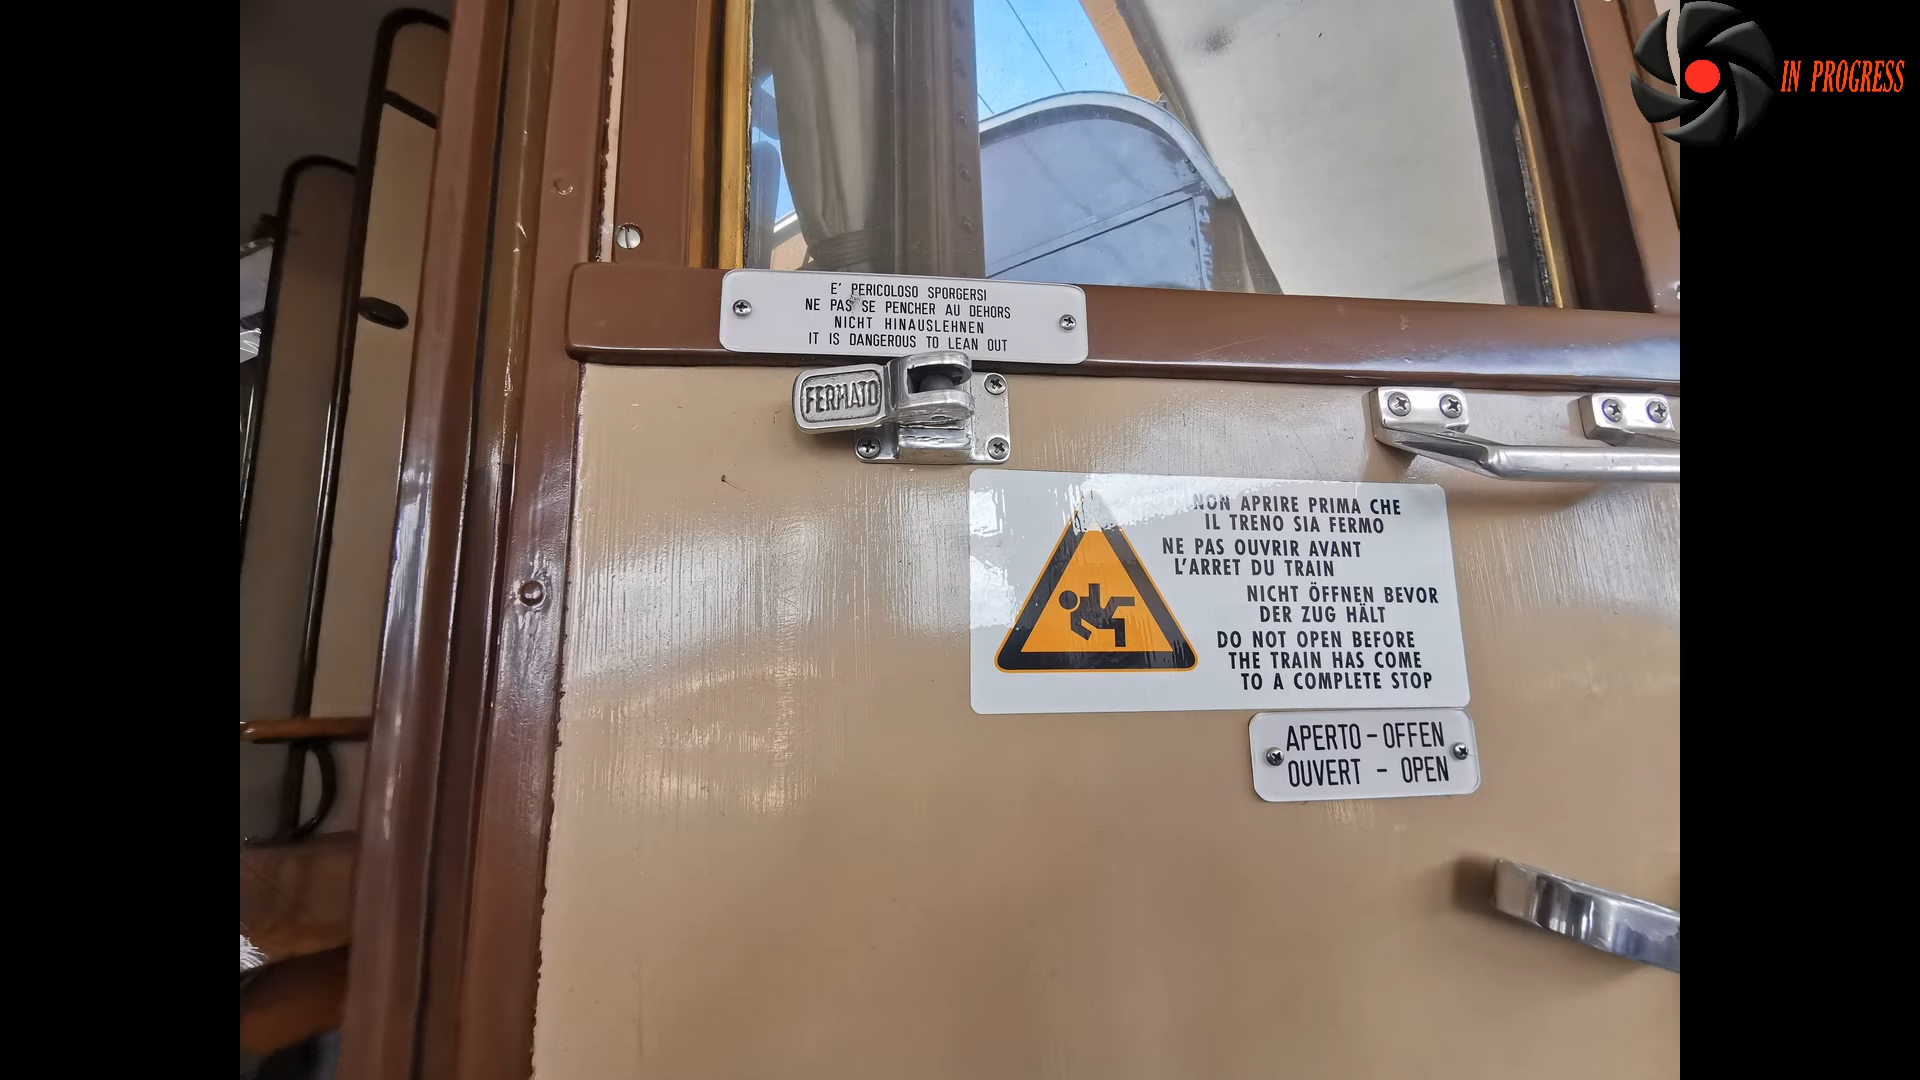 IN PROGRESS
E' PERICOLOSO SPORGERSI
NE PAS SE PENCHER AU DEHORS
NICHT HINAUSLEHNEN
IT IS DANGEROUS TO LEAN OUT
FERMATO
NON APRIRE PRIMA CHE
IL TRENO SIA FERMO
NE PAS OUVRIR AVANT
L'ARRET DU TRAIN
NICHT ÖFFNEN BEVOR
DER ZUG HÄLT
DO NOT OPEN BEFORE
THE TRAIN HAS COME
TO A COMPLETE STOP
APERTO - OFFEN
OUVERT - OPEN